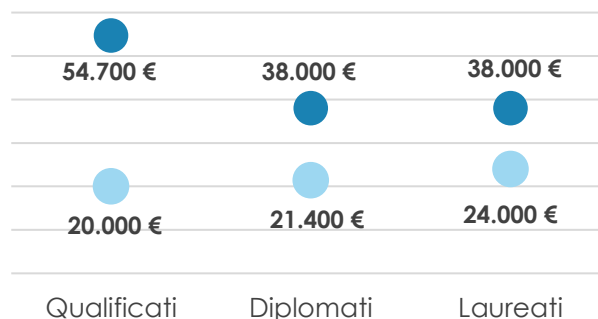 54.700 € 38.000 € 38.000 €
20.000 € 21.400 € 24.000 €
Qualificati Diplomati Laureati